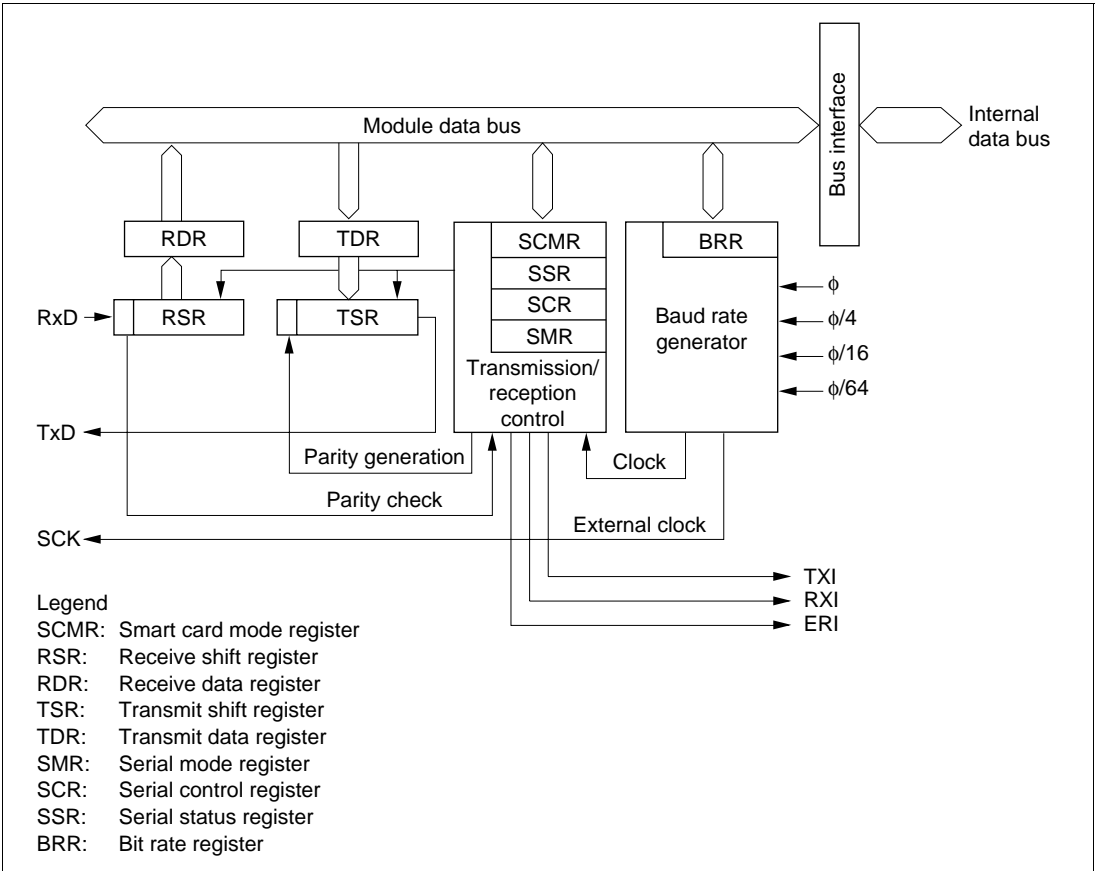 Module data bus
Bus interface
Internal
data bus
RDR
TDR
SCMR
SSR
SCR
SMR
Transmission/
reception
control
BRR
Baud rate
generator
ϕ
ϕ/4
ϕ/16
ϕ/64
RxD
RSR
TSR
TxD
Parity generation
Clock
Parity check
SCK
External clock
TXI
RXI
ERI
Legend
SCMR: Smart card mode register
RSR: Receive shift register
RDR: Receive data register
TSR: Transmit shift register
TDR: Transmit data register
SMR: Serial mode register
SCR: Serial control register
SSR: Serial status register
BRR: Bit rate register